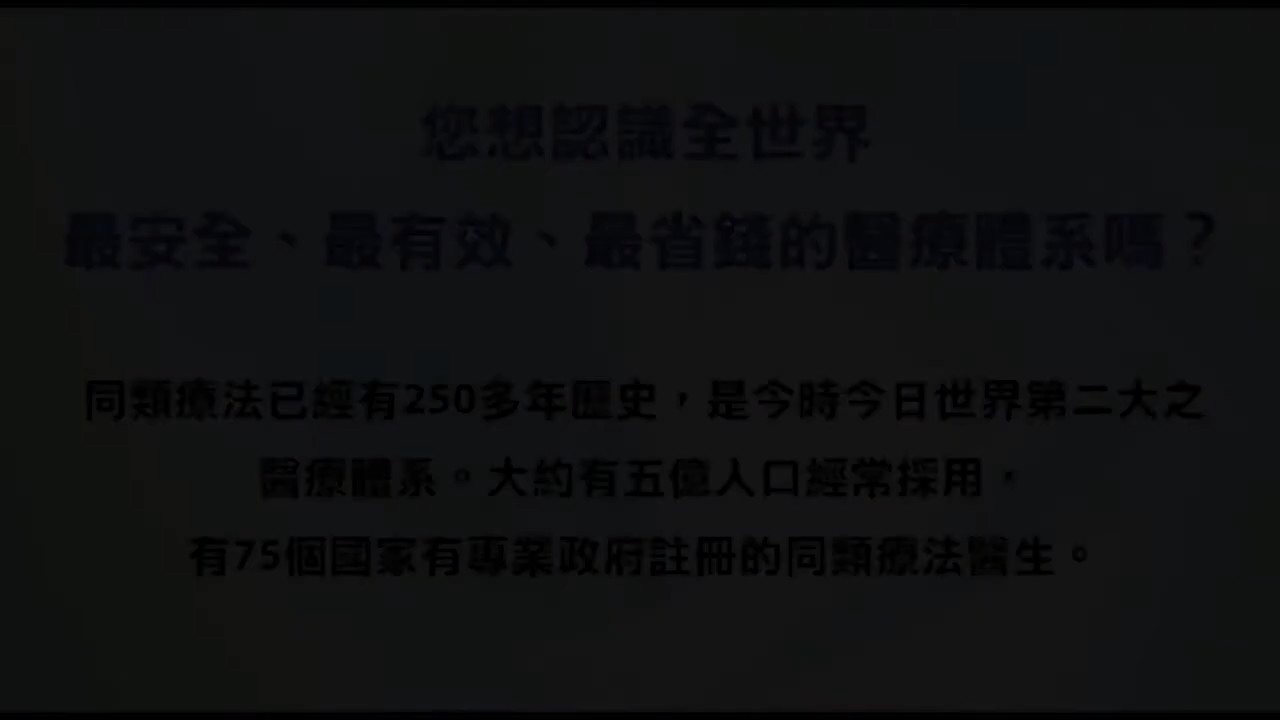 您想認識全世界
最安全、最有效、最省錢的醫療體系嗎？
同類療法已經有250多年歷史，是今時今日世界第二大之
醫療體系。大約有五億人口經常採用，
有75個國家有專業政府註冊的同類療法醫生。